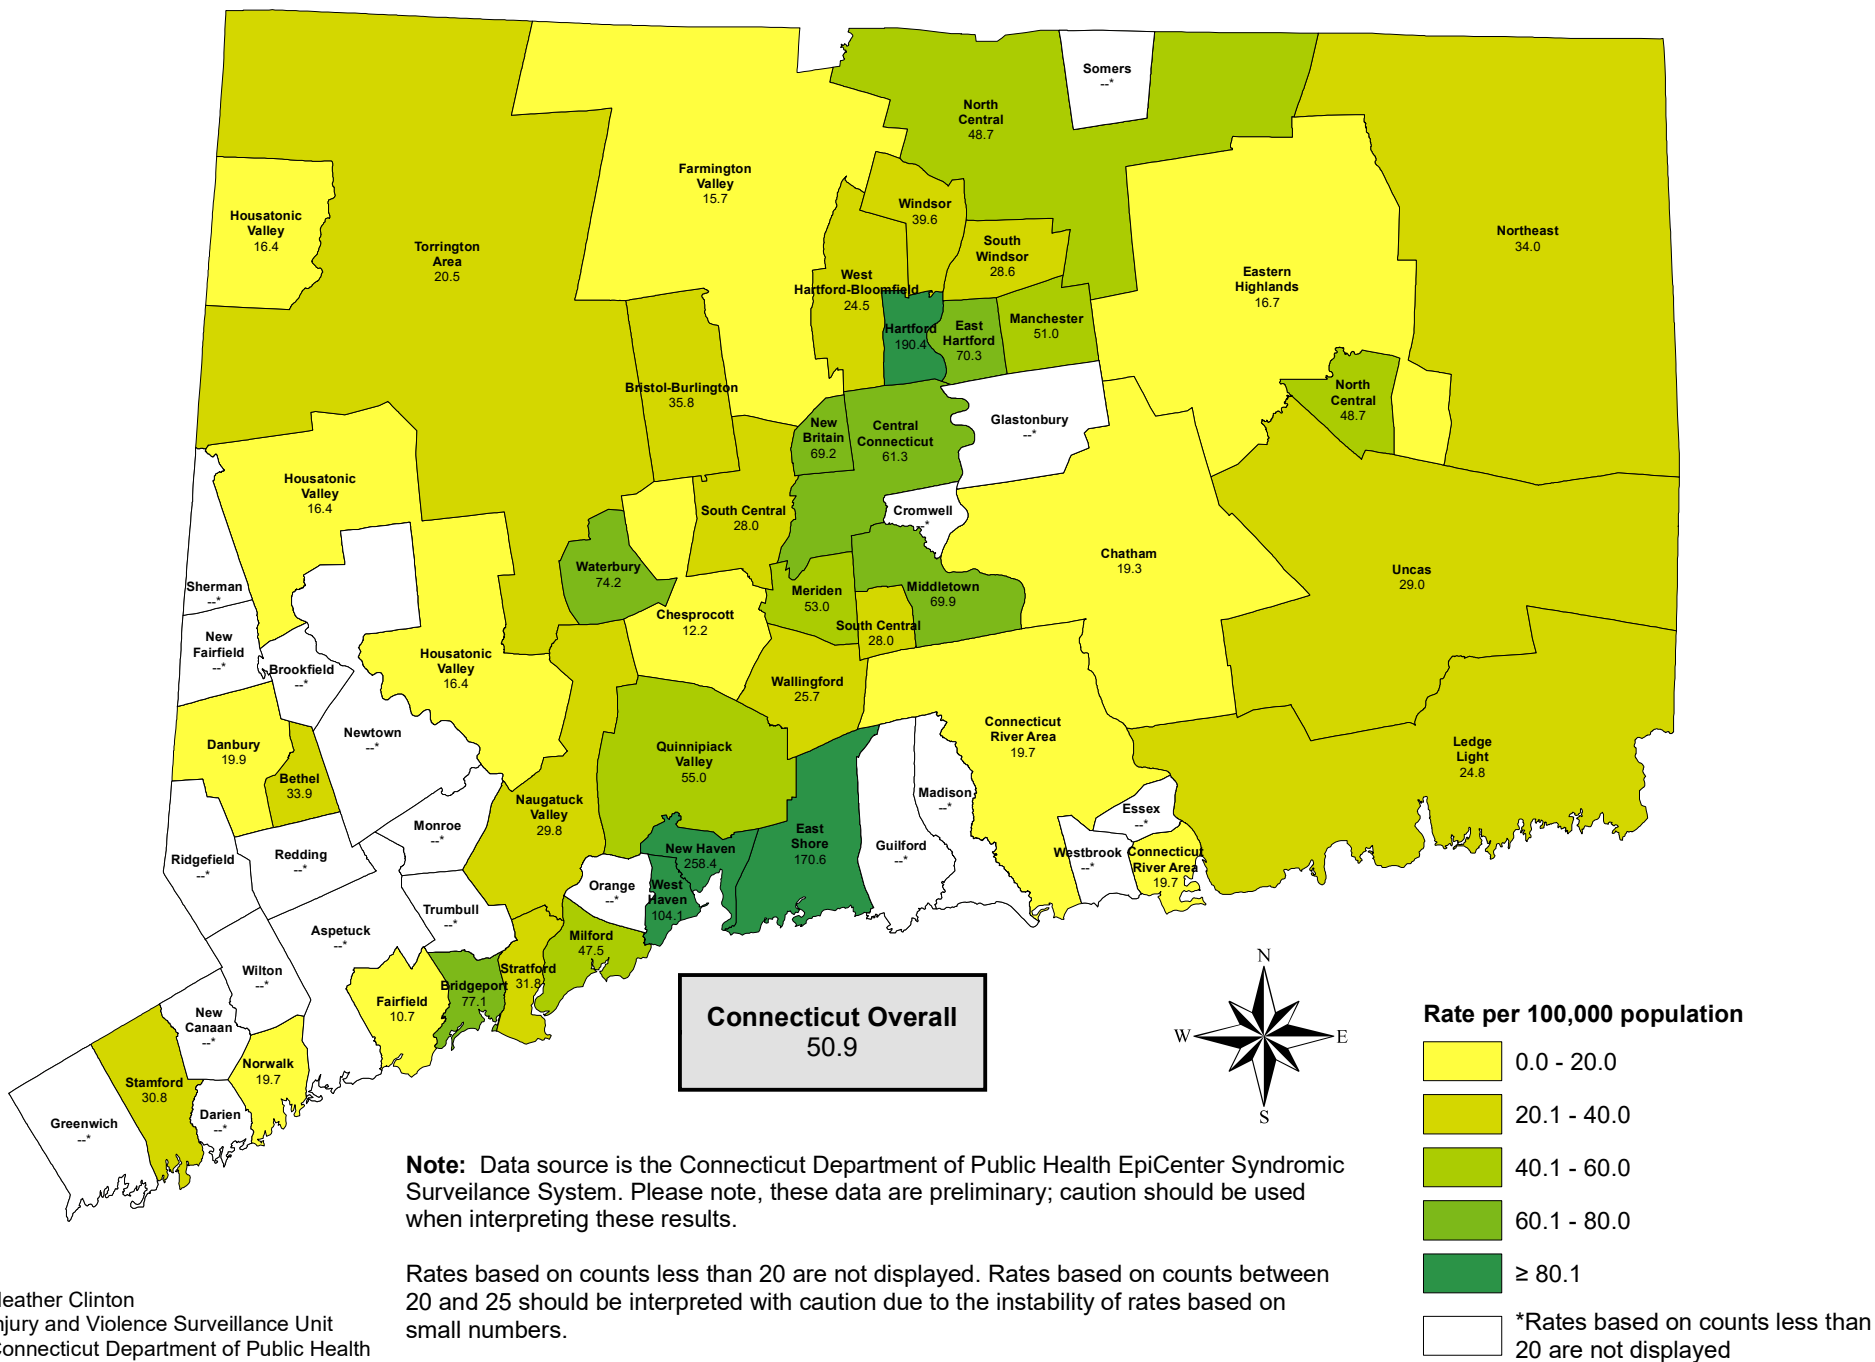 Somers
--*
North
Central
48.7
Farmington
Valley
15.7
Windsor
39.6
Housatonic
Valley
16.4
Torrington
Area
20.5
South
Windsor
28.6
Northeast
34.0
Eastern
Highlands
16.7
West
Hartford-Bloomfield
24.5
Hartford
190.4
East
Hartford
70.3
Manchester
51.0
Bristol-Burlington
35.8
North
Central
48.7
Glastonbury
--*
New
Britain
69.2
Central
Connecticut
61.3
Housatonic
Valley
16.4
South Central
28.0
Cromwell
--*
Chatham
19.3
Uncas
29.0
Waterbury
74.2
Sherman
--*
Meriden
53.0
Middletown
69.9
Chesprocott
12.2
South Central
28.0
New
Fairfield
--*
Brookfield
--*
Housatonic
Valley
16.4
Wallingford
25.7
Newtown
--*
Danbury
19.9
Bethel
33.9
Quinnipiack
Valley
55.0
Connecticut
River Area
19.7
Ledge
Light
24.8
Naugatuck
Valley
29.8
Madison
--*
Essex
--*
Monroe
--*
East
Shore
170.6
Guilford
--*
Westbrook
--*
Connecticut
River Area
19.7
Ridgefield
--*
Redding
--*
New Haven
258.4
Orange
--*
West
Haven
104.1
Trumbull
--*
Aspetuck
--*
Milford
47.5
Wilton
--*
Stratford
31.8
Bridgeport
77.1
Fairfield
10.7
New
Canaan
--*
Norwalk
19.7
Stamford
30.8
Darien
--*
Greenwich
--*
Connecticut Overall
50.9
N
W
E
S
Rate per 100,000 population
0.0 - 20.0
20.1 - 40.0
40.1 - 60.0
60.1 - 80.0
≥ 80.1
*Rates based on counts less than
20 are not displayed
Note: Data source is the Connecticut Department of Public Health EpiCenter Syndromic
Surveilance System. Please note, these data are preliminary; caution should be used
when interpreting these results.
Rates based on counts less than 20 are not displayed. Rates based on counts between
20 and 25 should be interpreted with caution due to the instability of rates based on
small numbers.
Heather Clinton
Injury and Violence Surveillance Unit
Connecticut Department of Public Health